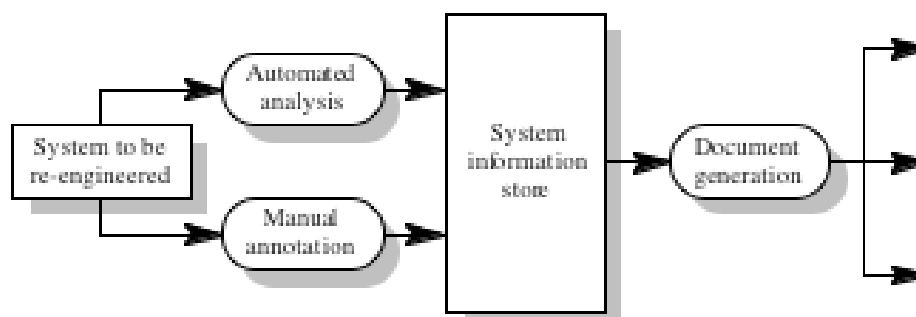 System to be
re-engineered
Automated
analysis
Manual
annotation
System
information
store
Document
generation